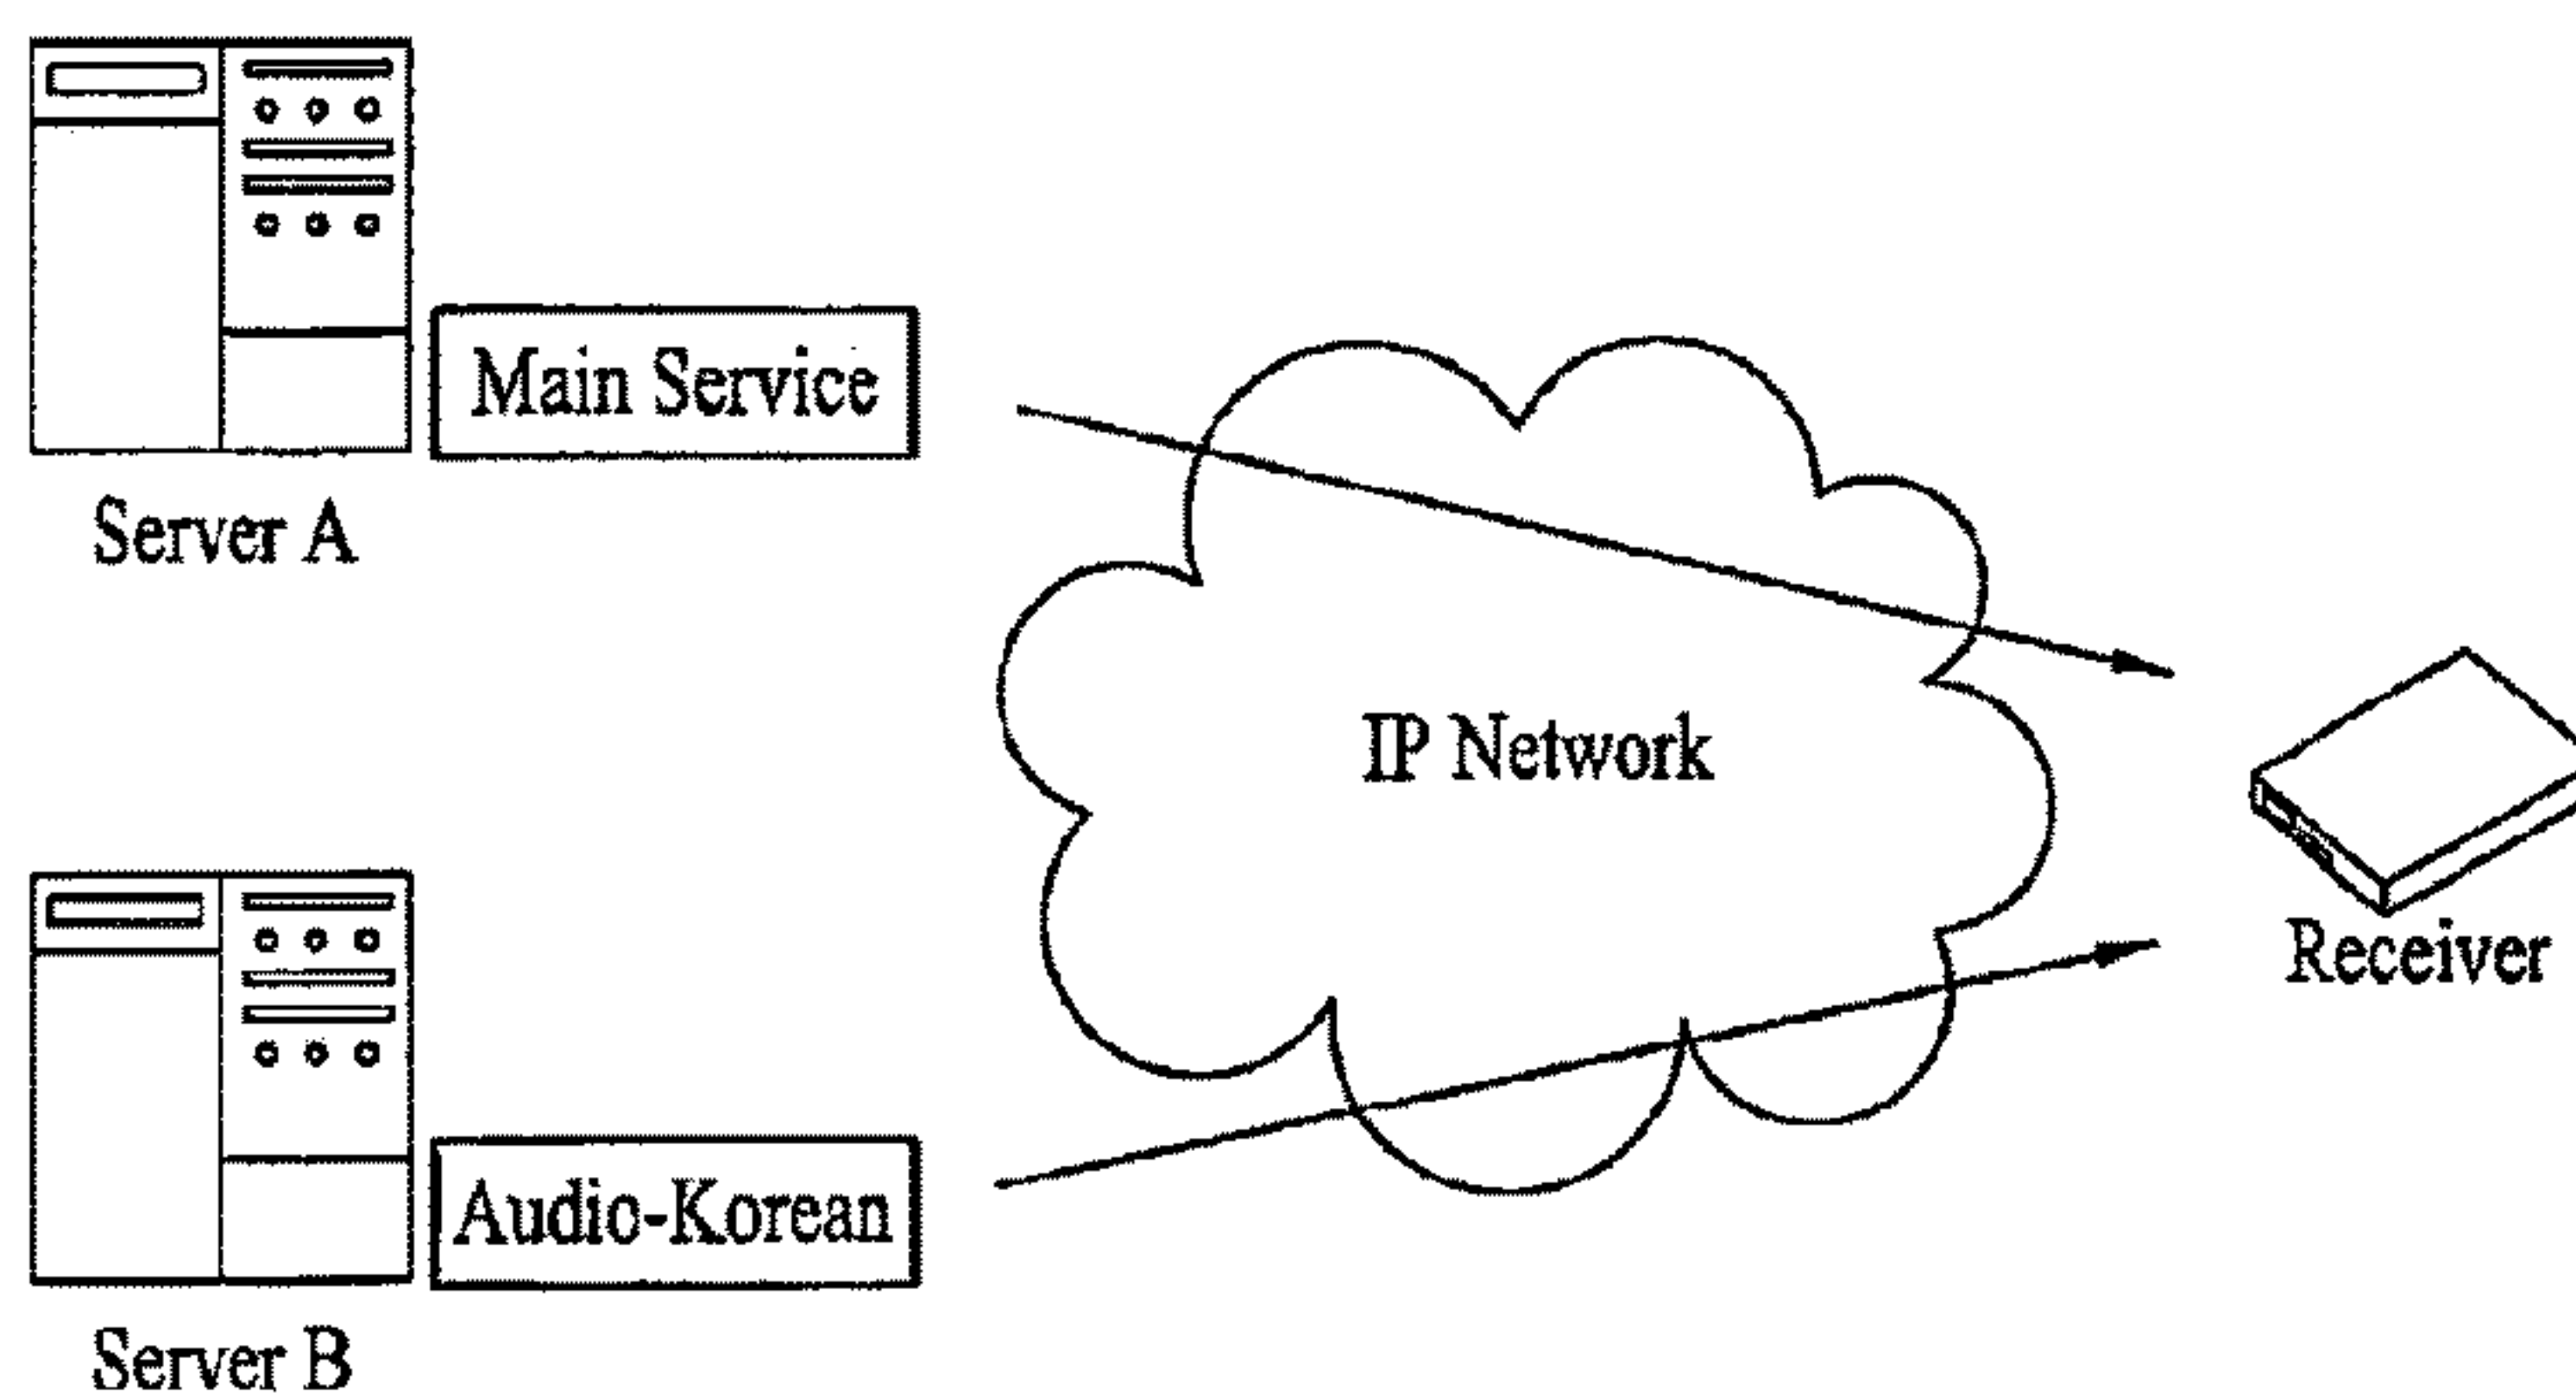 Main Service
Server A
IP Network
Receiver
Audio-Korean
Server B